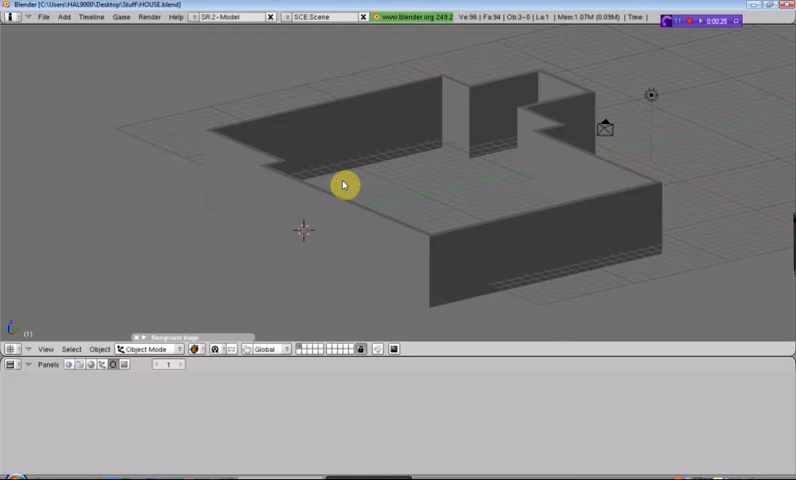 Blender [C:\Users\HAL9000\Desktop\Stuff\HOUSE.blend]
File Add Timeline Game Render Help SR:2-Model SCE:Scene www.blender.org 249.2 Ve:96 | Fa:94 | Ob:3-0 | La:1 | Mem:1.07M (0.09M) | Time: | 0:00:25
(1)
Background Image
View Select Object Object Mode Global
Panels 1